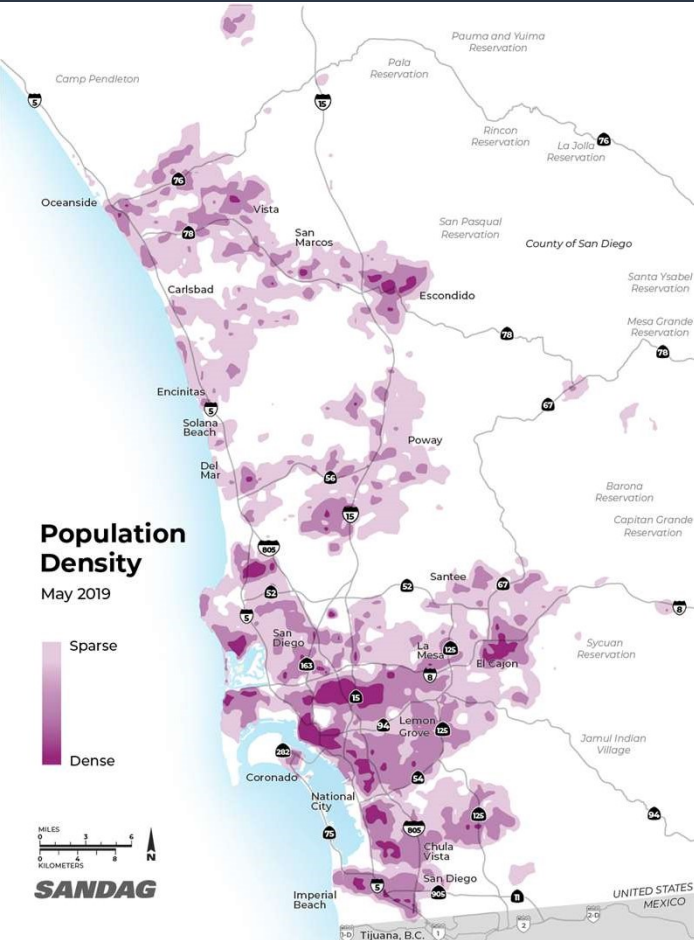 Pauma and Yuima
Reservation
Pala
Reservation
Camp Pendleton
5
15
Rincon
Reservation
76
La Jolla
Reservation
76
Oceanside
Vista
78
San
Marcos
San Pasqual
Reservation
County of San Diego
Carlsbad
Escondido
Santa Ysabel
Reservation
Mesa Grande
Reservation
78
78
Encinitas
5
67
Solana
Beach
Poway
Del
Mar
56
Barona
Reservation
15
Capitan Grande
Reservation
Population
Density
May 2019
805
Santee
52
52
67
8
5
Sparse
San
Diego
La
Mesa
125
Sycuan
Reservation
163
El Cajon
8
15
94
Lemon
Grove
125
Jamul Indian
Village
282
Dense
Coronado
54
National
City
125
94
MILES
0 3 6
0 4 8
KILOMETERS
N
75
805
Chula
Vista
SANDAG
San Diego
5
905
11
Imperial
Beach
UNITED STATES
MEXICO
1-D
Tijuana, B.C.
1
2
2-D